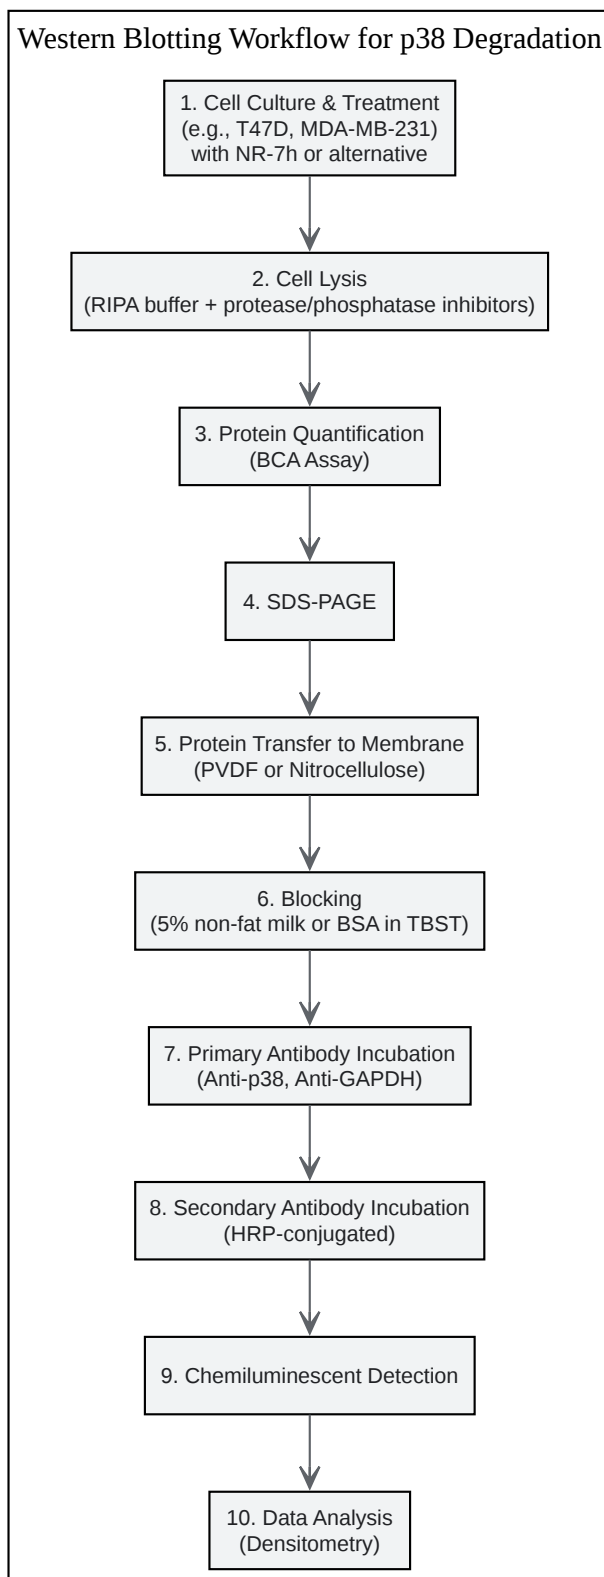 Western Blotting Workflow for p38 Degradation
1. Cell Culture & Treatment
(e.g., T47D, MDA-MB-231)
with NR-7h or alternative
2. Cell Lysis
(RIPA buffer + protease/phosphatase inhibitors)
3. Protein Quantification
(BCA Assay)
4. SDS-PAGE
5. Protein Transfer to Membrane
(PVDF or Nitrocellulose)
6. Blocking
(5% non-fat milk or BSA in TBST)
7. Primary Antibody Incubation
(Anti-p38, Anti-GAPDH)
8. Secondary Antibody Incubation
(HRP-conjugated)
9. Chemiluminescent Detection
10. Data Analysis
(Densitometry)